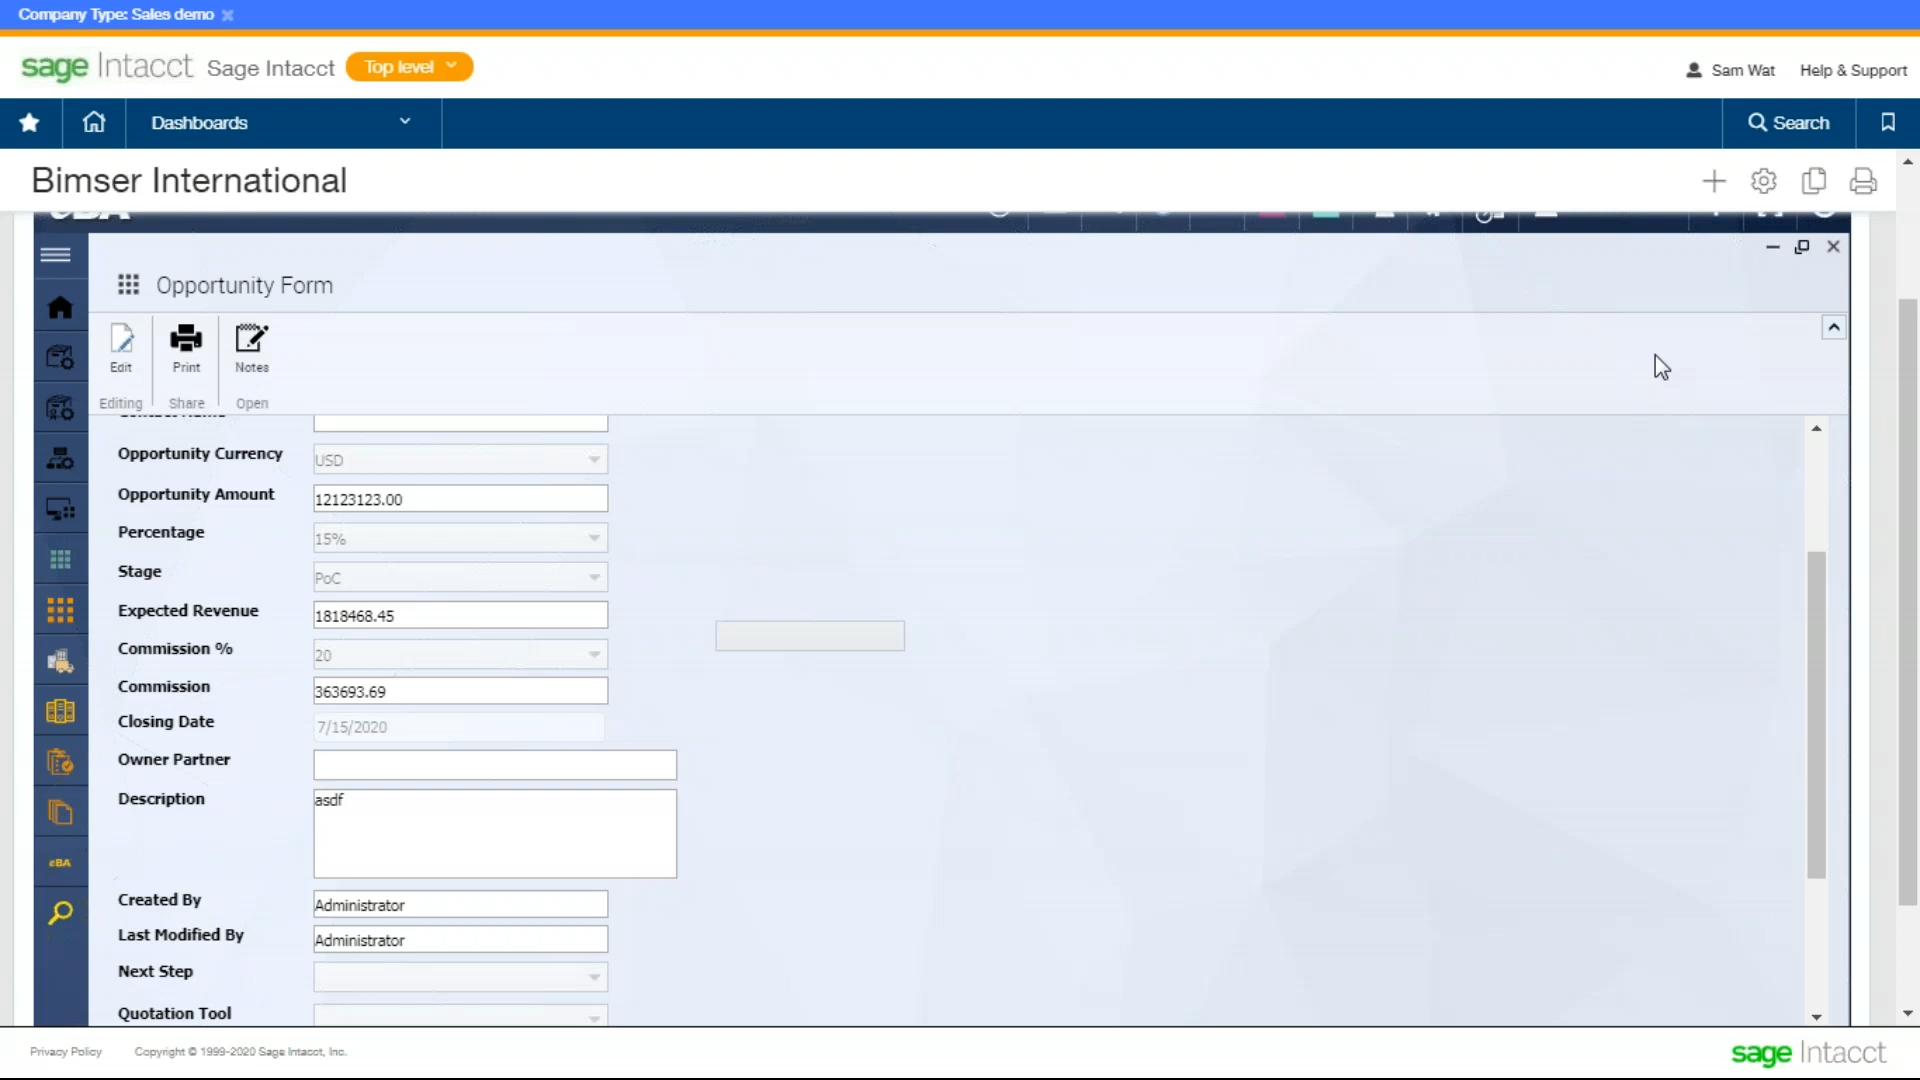 Company Type: Sales demo
sage Intacct Sage Intacct Top level
Sam Wat Help & Support
Dashboards
Search
Bimser International
eBA
Opportunity Form
Edit Print Notes
Editing Share Open
Opportunity Currency USD
Opportunity Amount 12123123.00
Percentage 15%
Stage PoC
Expected Revenue 1818468.45
Commission % 20
Commission 363693.69
Closing Date 7/15/2020
Owner Partner
Description asdf
eBA
Created By Administrator
Last Modified By Administrator
Next Step
Quotation Tool
Privacy Policy Copyright © 1999-2020 Sage Intacct, Inc.
sage Intacct